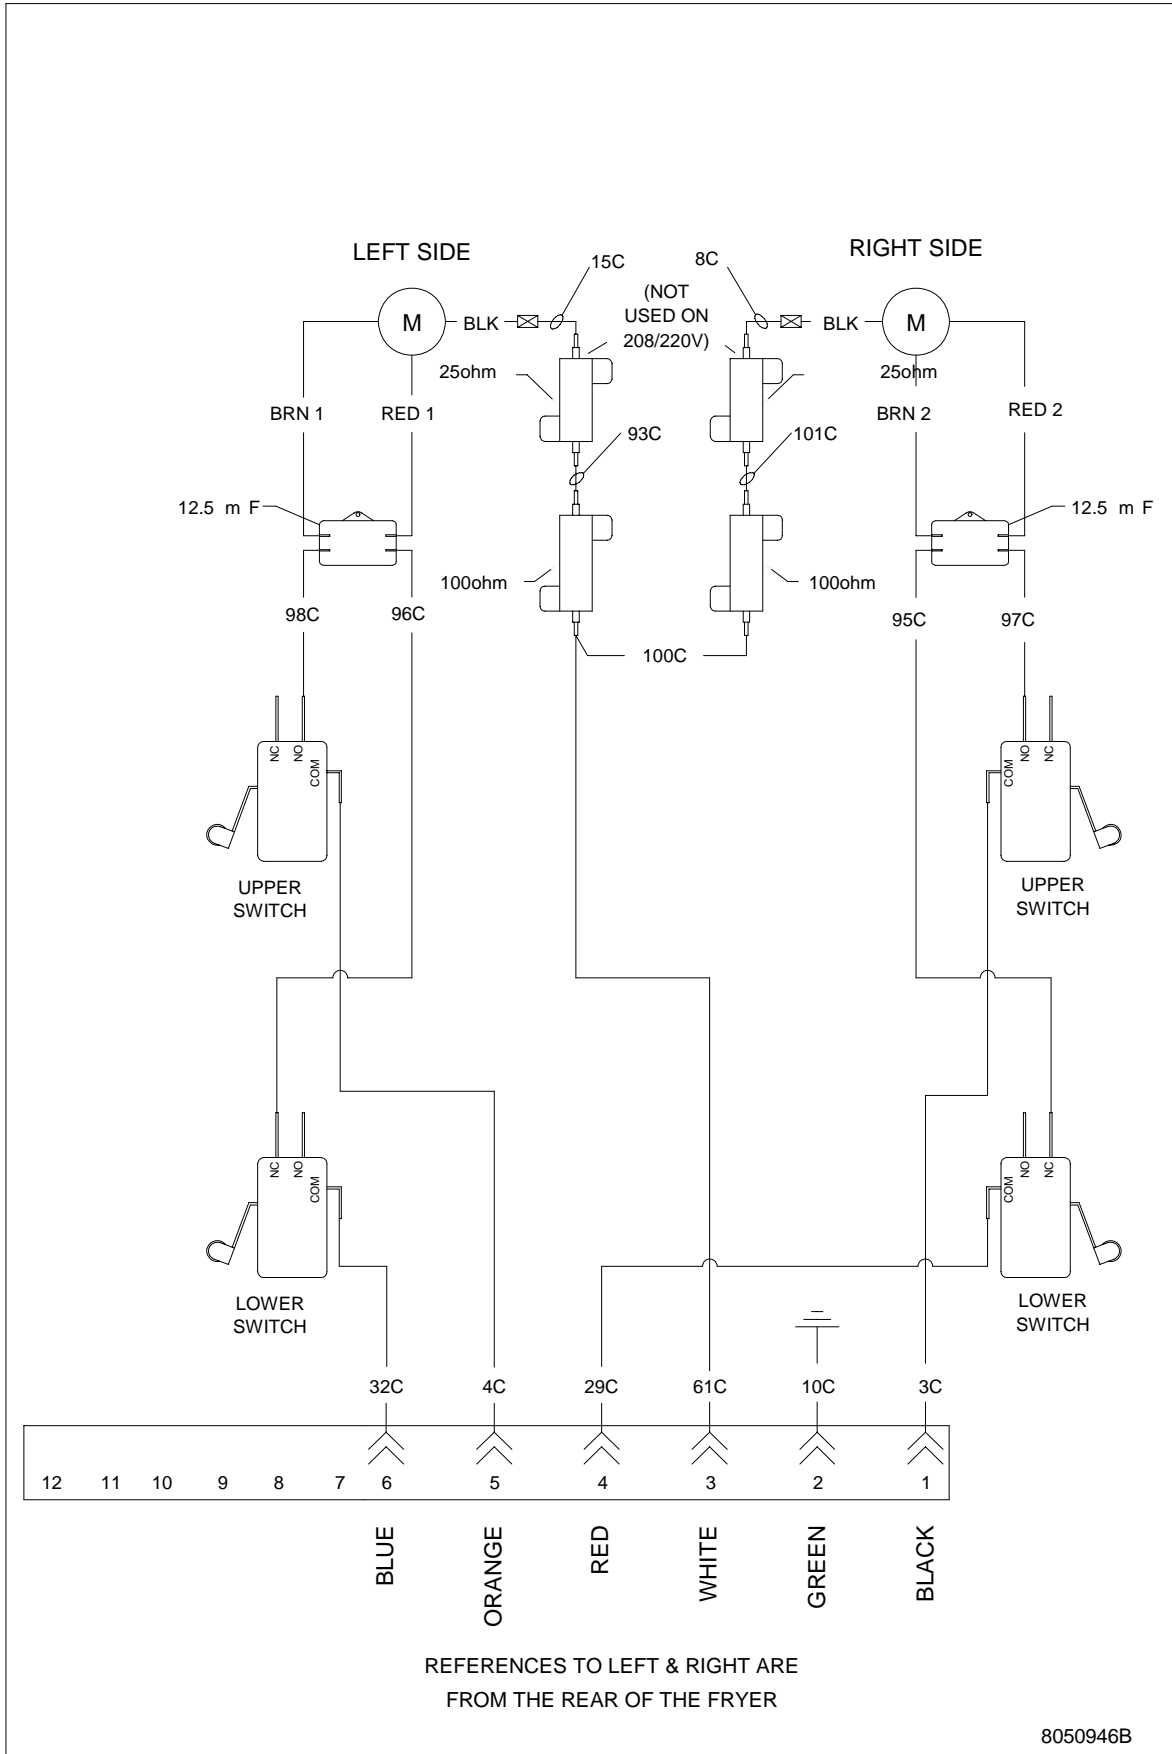 LEFT SIDE
RIGHT SIDE
15C
8C
(NOT
USED ON
208/220V)
M
BLK
BLK
M
25ohm
25ohm
BRN 1
RED 1
BRN 2
RED 2
93C
101C
12.5 m F
12.5 m F
100ohm
100ohm
98C
96C
95C
97C
100C
NC
NO
COM
COM
NO
NC
UPPER
SWITCH
UPPER
SWITCH
NC
NO
COM
COM
NO
NC
LOWER
SWITCH
LOWER
SWITCH
32C
4C
29C
61C
10C
3C
12 11 10 9 8 7 6 5 4 3 2 1
BLUE
ORANGE
RED
WHITE
GREEN
BLACK
REFERENCES TO LEFT & RIGHT ARE
FROM THE REAR OF THE FRYER
8050946B